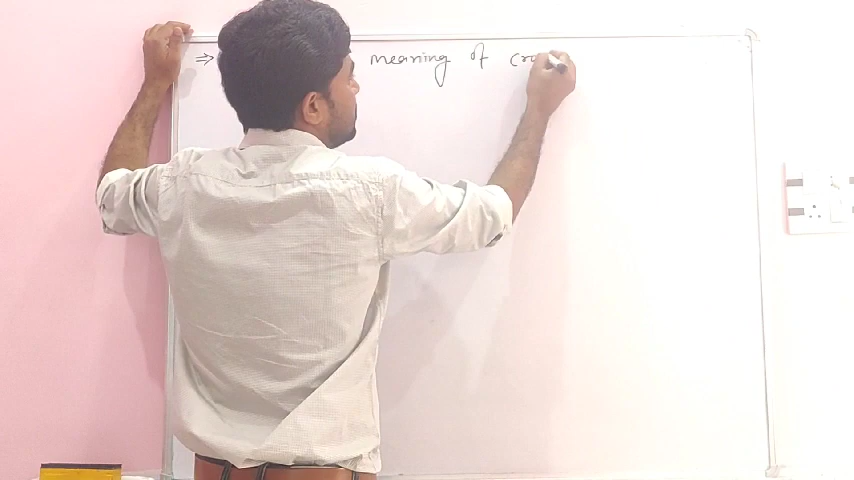 ⇒ meaning of